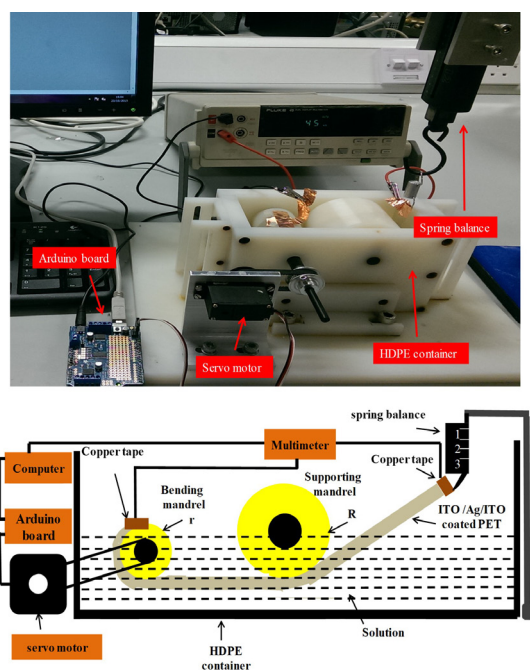 FLUKE
45
Spring balance
Arduino board
HDPE container
Servo motor
spring balance
Copper tape
Multimeter
Copper tape
Computer
Supporting
mandrel
Bending
mandrel
r
R
ITO /Ag/ITO
coated PET
Arduino
board
1
2
3
servo motor
HDPE
container
Solution